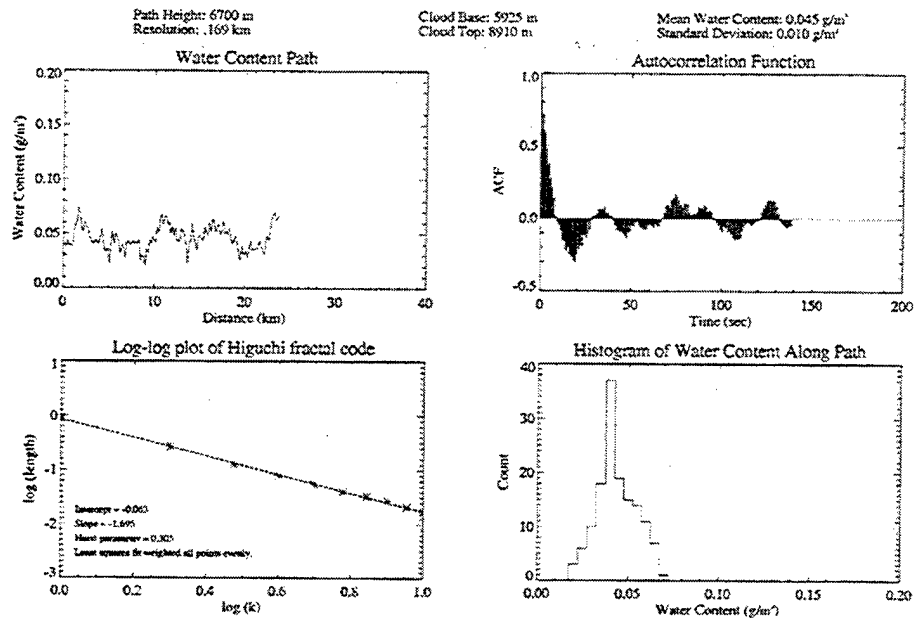 Path Height: 6700 m
Resolution: .169 km
Cloud Base: 5925 m
Cloud Top: 8910 m
Mean Water Content: 0.045 g/m³
Standard Deviation: 0.010 g/m³
Water Content Path
Water Content (g/m³)
0.20
0.15
0.10
0.05
0.00
0 10 20 30 40
Distance (km)
Autocorrelation Function
ACF
1.0
0.5
0.0
-0.5
0 50 100 150 200
Time (sec)
Log-log plot of Higuchi fractal code
log (length)
1
0
-1
-2
-3
Intercept = -0.063
Slope = -1.695
Hurst parameter = 0.305
Least squares fit weighted all points evenly.
0.0 0.2 0.4 0.6 0.8 1.0
log (k)
Histogram of Water Content Along Path
Count
40
30
20
10
0
0.00 0.05 0.10 0.15 0.20
Water Content (g/m³)